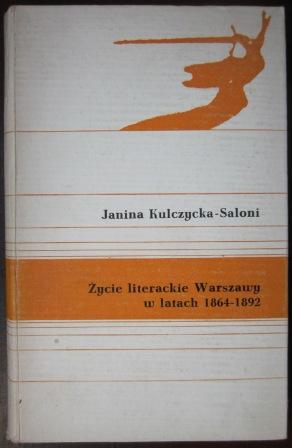 Janina Kulczycka-Saloni
Życie literackie Warszawy
w latach 1864-1892